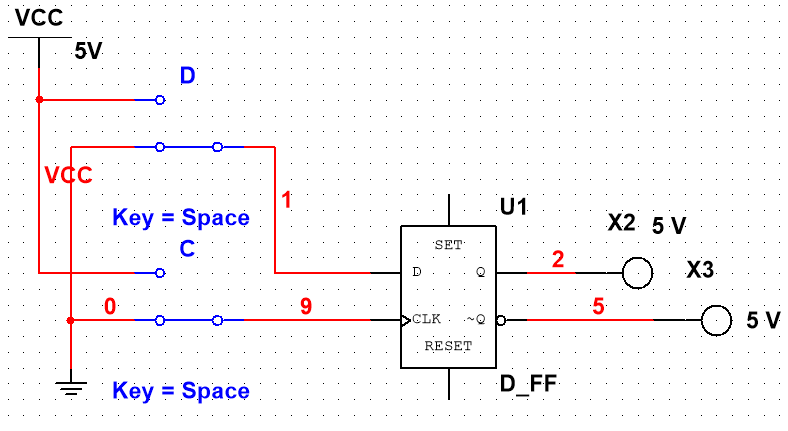 VCC
5V
D
VCC
1
Key = Space
C
U1
SET
X2 5 V
D
Q
2
X3
0
9
CLK
~Q
5
5 V
RESET
Key = Space
D_FF